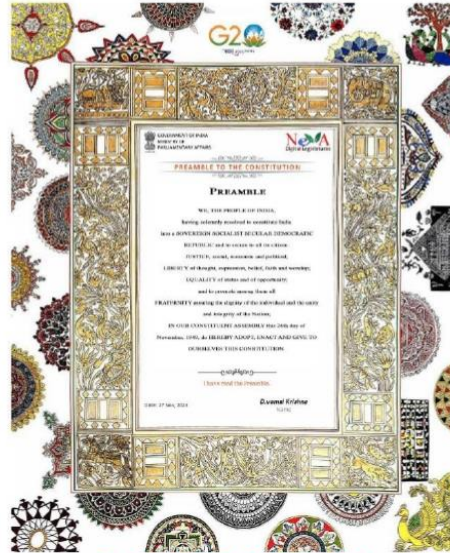 G20
GOVERNMENT OF INDIA
MINISTRY OF
PARLIAMENTARY AFFAIRS
NeVA
Digital Legislatures
PREAMBLE TO THE CONSTITUTION
PREAMBLE
WE, THE PEOPLE OF INDIA,
having solemnly resolved to constitute India
into a SOVEREIGN SOCIALIST SECULAR DEMOCRATIC
REPUBLIC and to secure to all its citizens
JUSTICE, social, economic and political;
LIBERTY of thought, expression, belief, faith and worship;
EQUALITY of status and of opportunity;
and to promote among them all
FRATERNITY assuring the dignity of the individual and the unity
and integrity of the Nation;
IN OUR CONSTITUENT ASSEMBLY this 26th day of
November, 1949, do HEREBY ADOPT, ENACT AND GIVE TO
OURSELVES THIS CONSTITUTION
I have read the Preamble.
Krishna